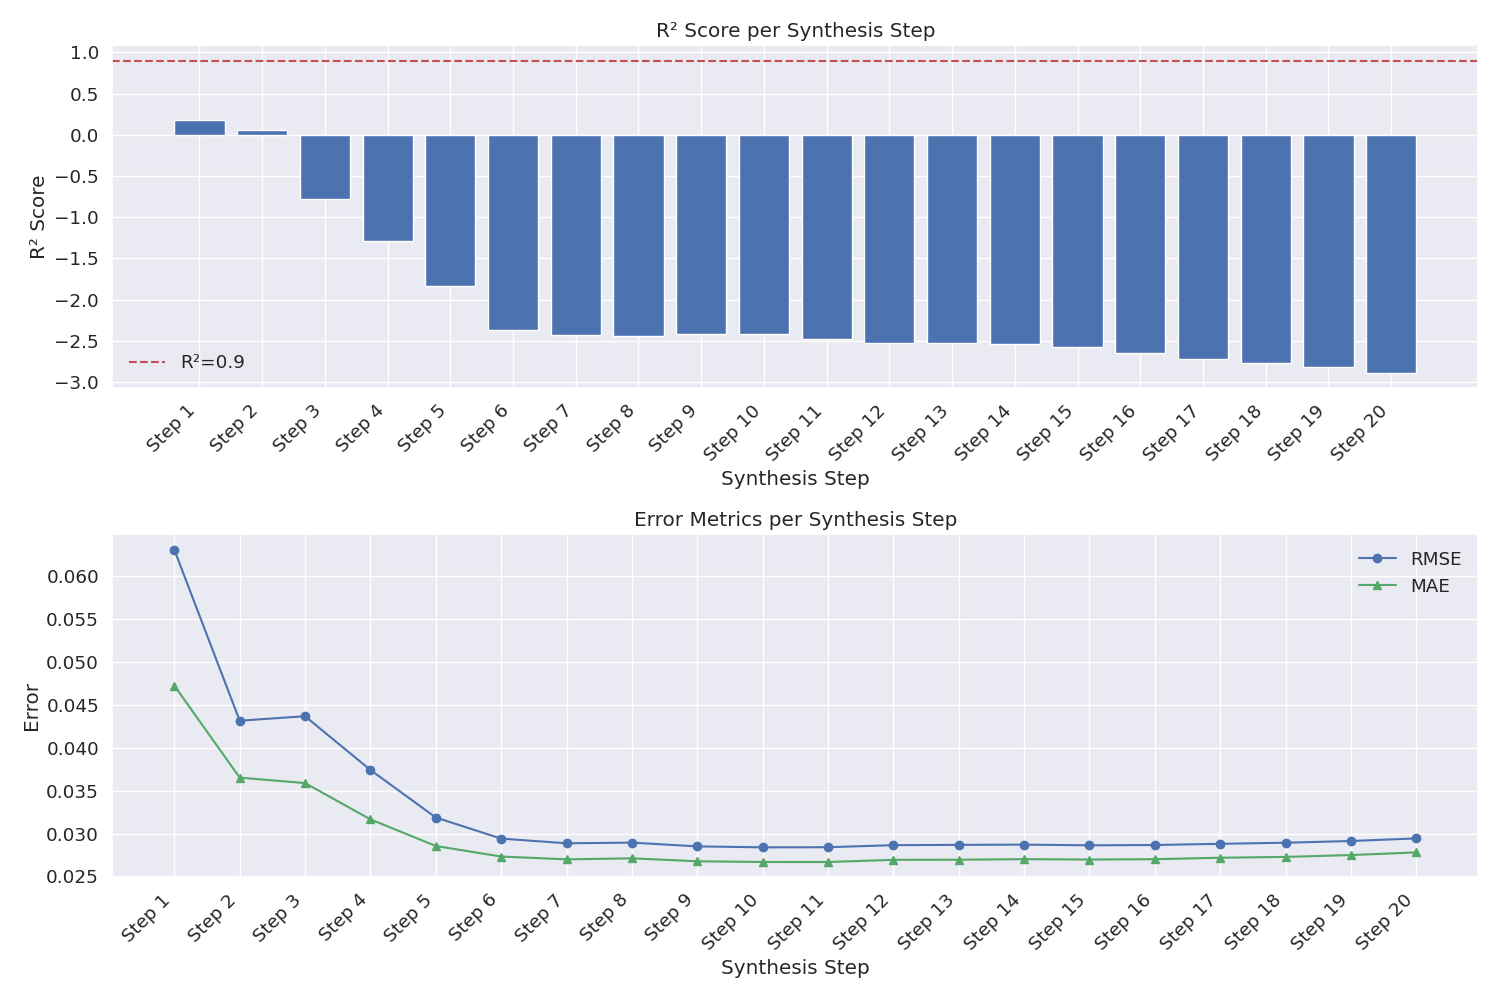 R² Score per Synthesis Step
R² Score
1.0
0.5
0.0
−0.5
−1.0
−1.5
−2.0
−2.5
−3.0
R²=0.9
Step 1
Step 2
Step 3
Step 4
Step 5
Step 6
Step 7
Step 8
Step 9
Step 10
Step 11
Step 12
Step 13
Step 14
Step 15
Step 16
Step 17
Step 18
Step 19
Step 20
Synthesis Step
Error Metrics per Synthesis Step
Error
0.060
0.055
0.050
0.045
0.040
0.035
0.030
0.025
RMSE
MAE
Step 1
Step 2
Step 3
Step 4
Step 5
Step 6
Step 7
Step 8
Step 9
Step 10
Step 11
Step 12
Step 13
Step 14
Step 15
Step 16
Step 17
Step 18
Step 19
Step 20
Synthesis Step